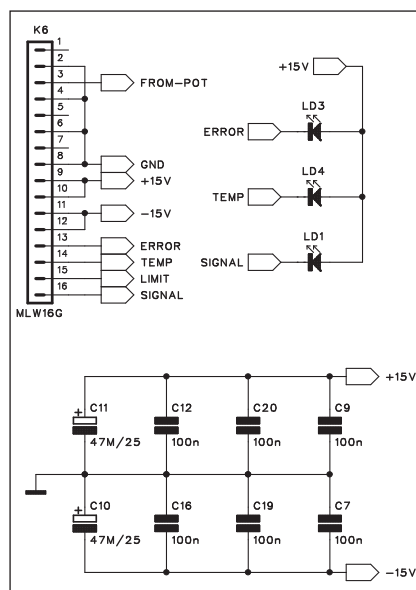 K6
1
2
3
FROM-POT
4
5
6
7
8
GND
9
+15V
10
11
-15V
12
13
ERROR
14
TEMP
15
LIMIT
16
SIGNAL
MLW16G
+15V
LD3
ERROR
LD4
TEMP
LD1
SIGNAL
+15V
+
C11
C12
C20
C9
47M/25
100n
100n
100n
+
C10
C16
C19
C7
47M/25
100n
100n
100n
-15V